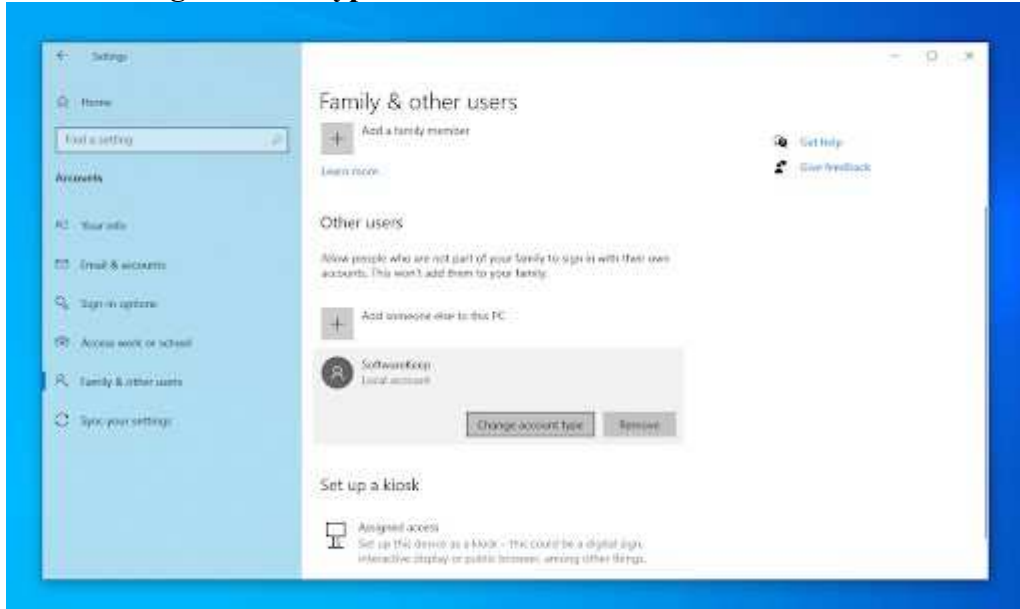 Settings
Home
Find a setting
Accounts
Your info
Email & accounts
Sign-in options
Access work or school
Family & other users
Sync your settings
Family & other users
Add a family member
Learn more
Other users
Allow people who are not part of your family to sign in with their own
accounts. This won't add them to your family.
Add someone else to this PC
SoftwareKeep
Local account
Change account type
Remove
Set up a kiosk
Assigned access
Set up this device as a kiosk – this could be a digital sign,
interactive display or public browser, among other things.
Get help
Give feedback